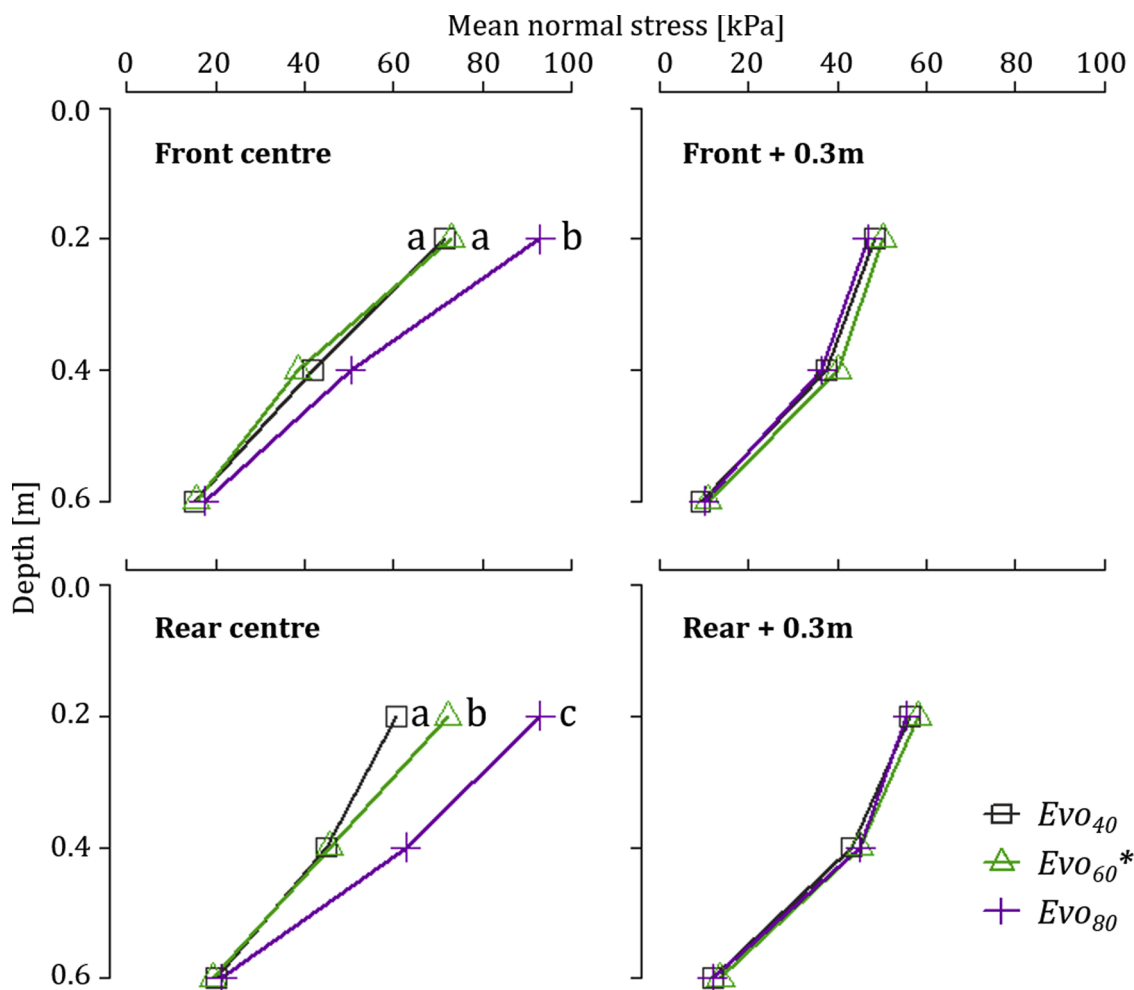 Mean normal stress [kPa]
0 20 40 60 80 100 0 20 40 60 80 100
Depth [m]
0.0
Front centre Front + 0.3m
0.2 a a b
0.4
0.6
0.0
Rear centre Rear + 0.3m
0.2 a b c
0.4
0.6
Evo40
Evo60*
Evo80